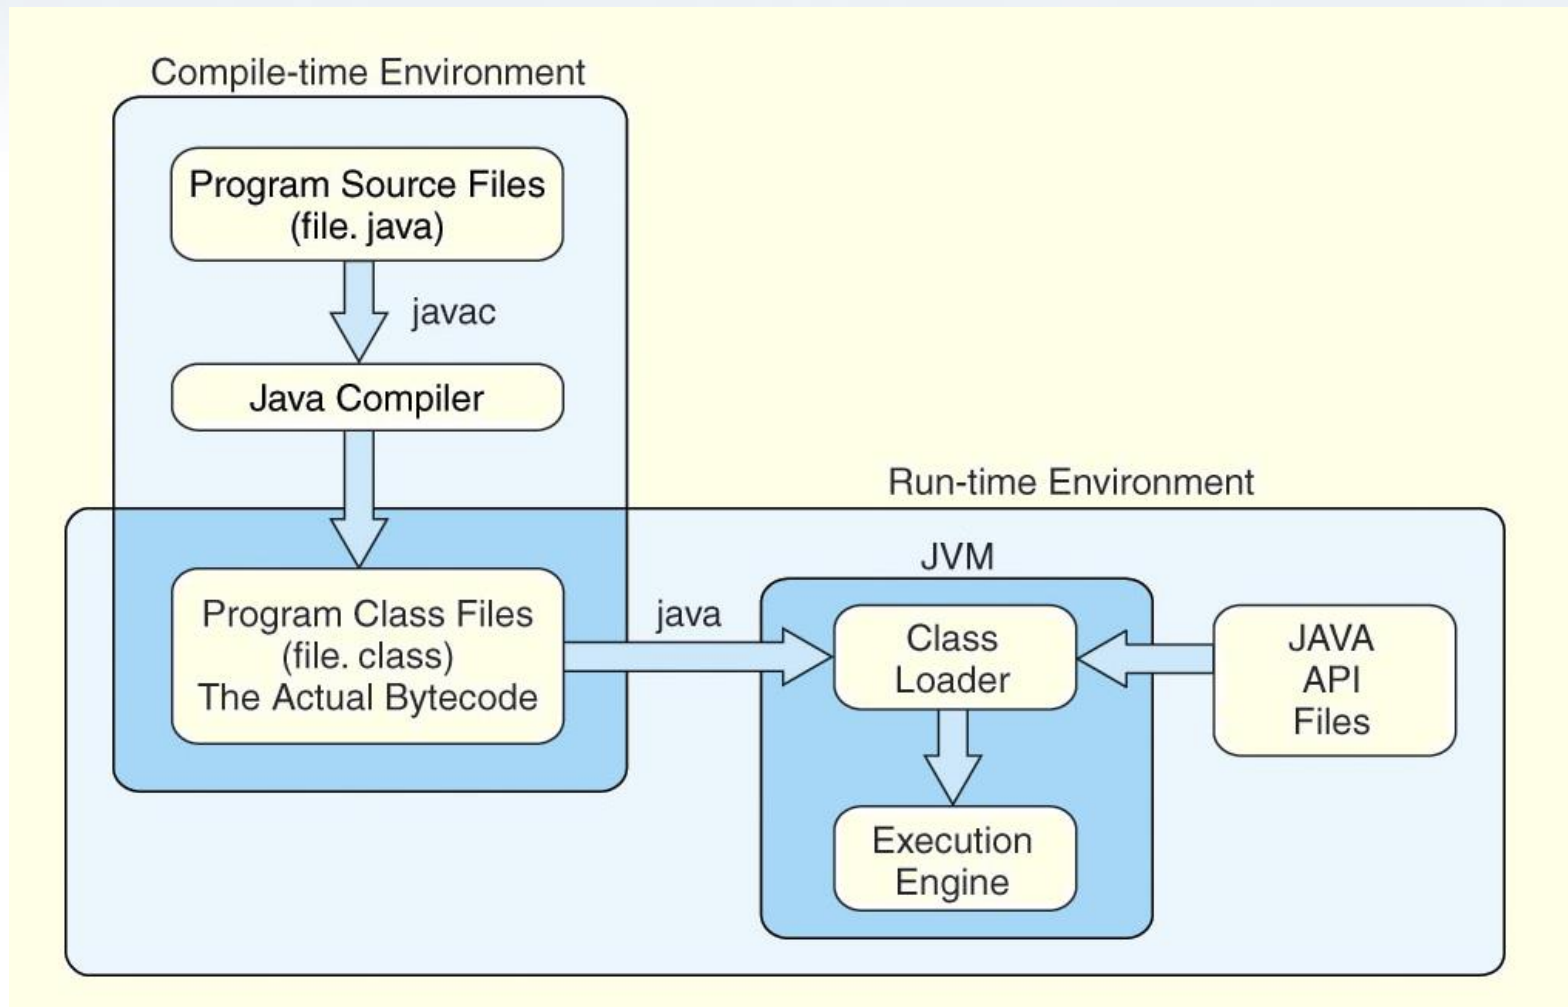 Compile-time Environment
Program Source Files
(file. java)
javac
Java Compiler
Run-time Environment
JVM
Program Class Files
(file. class)
The Actual Bytecode
java
Class
Loader
JAVA
API
Files
Execution
Engine